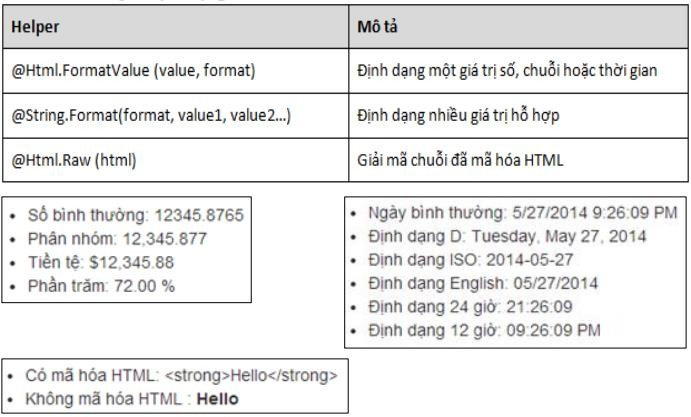 Helper Mô tả
@Html.FormatValue (value, format) Định dạng một giá trị số, chuỗi hoặc thời gian
@String.Format(format, value1, value2...) Định dạng nhiều giá trị hỗ hợp
@Html.Raw (html) Giải mã chuỗi đã mã hóa HTML
• Số bình thường: 12345.8765
• Phân nhóm: 12,345.877
• Tiền tệ: $12,345.88
• Phần trăm: 72.00 %
• Ngày bình thường: 5/27/2014 9:26:09 PM
• Định dạng D: Tuesday, May 27, 2014
• Định dạng ISO: 2014-05-27
• Định dạng English: 05/27/2014
• Định dạng 24 giờ: 21:26:09
• Định dạng 12 giờ: 09:26:09 PM
• Có mã hóa HTML: <strong>Hello</strong>
• Không mã hóa HTML : Hello